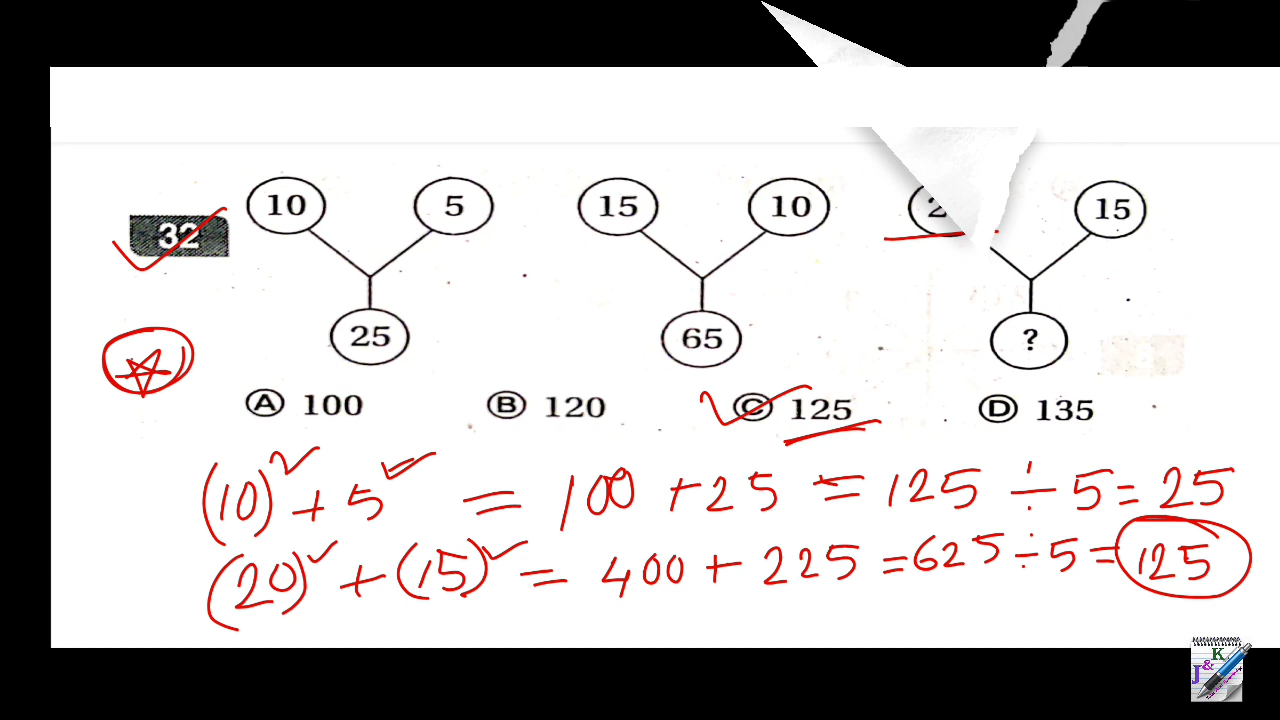 10 5 15 10 2 15
32
25 65 ?
Ⓐ 100 Ⓑ 120 Ⓒ 125 Ⓓ 135
(10)² + 5² = 100 + 25 = 125 ÷ 5 = 25
(20)² + (15)² = 400 + 225 = 625 ÷ 5 = 125
J&K